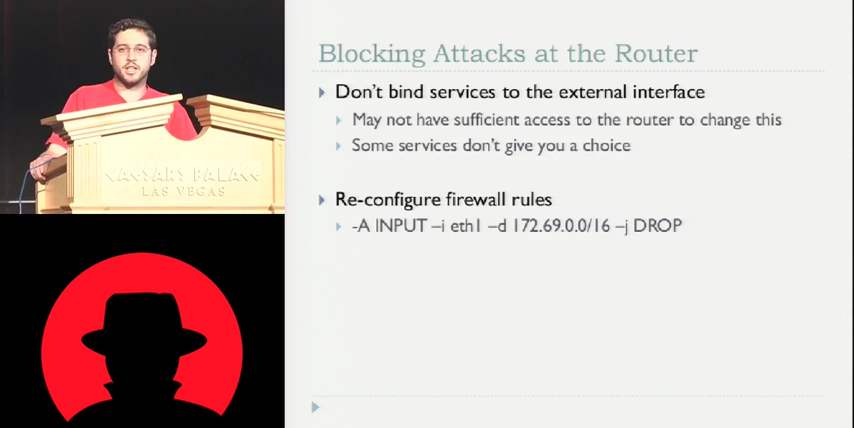 CAESARS PALACE
LAS VEGAS
Blocking Attacks at the Router
Don't bind services to the external interface
May not have sufficient access to the router to change this
Some services don't give you a choice
Re-configure firewall rules
-A INPUT –i eth1 –d 172.69.0.0/16 –j DROP